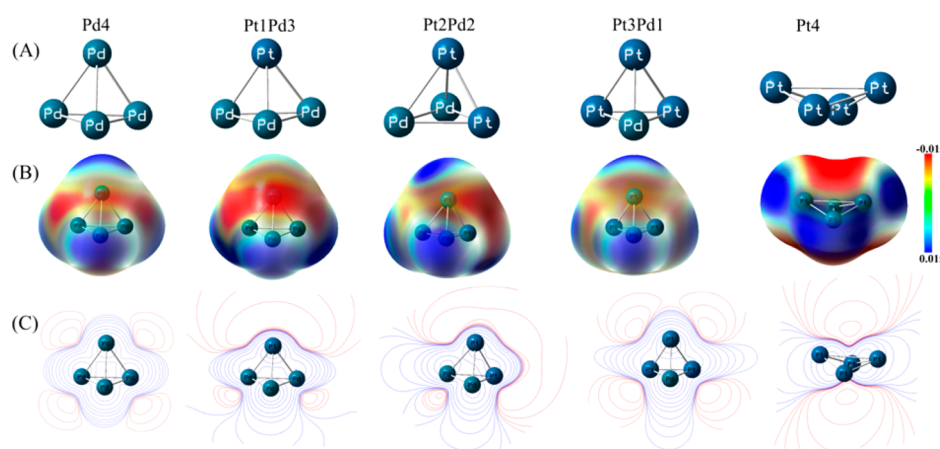 Pd4 Pt1Pd3 Pt2Pd2 Pt3Pd1 Pt4
(A)
Pd Pt Pt Pt
Pt Pt
Pd Pd Pd Pd Pd Pd Pd Pd Pt Pt Pd Pt Pt Pt
(B)
-0.01
0.01
(C)